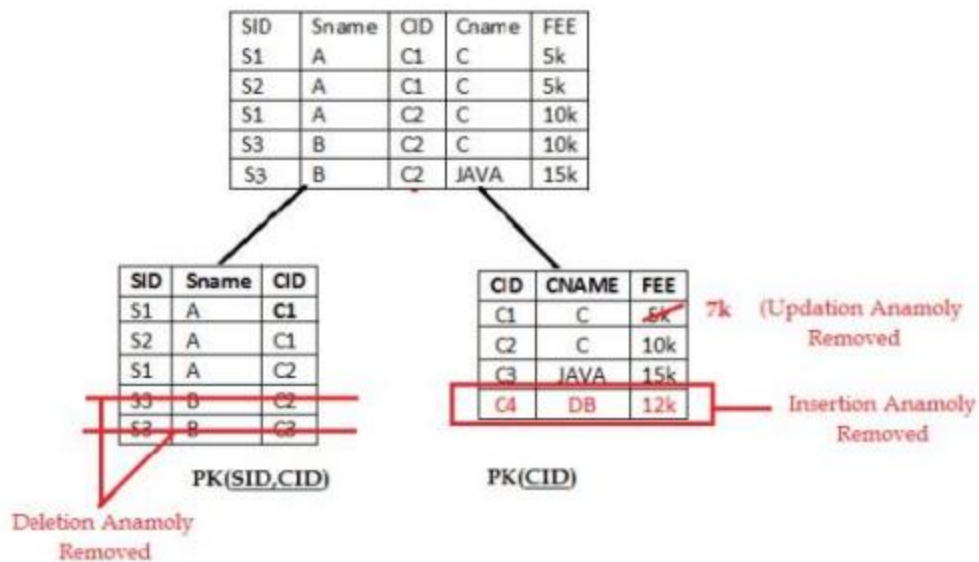 SID Sname CID Cname FEE
S1 A C1 C 5k
S2 A C1 C 5k
S1 A C2 C 10k
S3 B C2 C 10k
S3 B C2 JAVA 15k
SID Sname CID
S1 A C1
S2 A C1
S1 A C2
S3 B C2
S3 B C3
PK(SID,CID)
Deletion Anamoly
Removed
CID CNAME FEE
C1 C 5k 7k (Updation Anamoly
Removed
C2 C 10k
C3 JAVA 15k
C4 DB 12k
Insertion Anamoly
Removed
PK(CID)